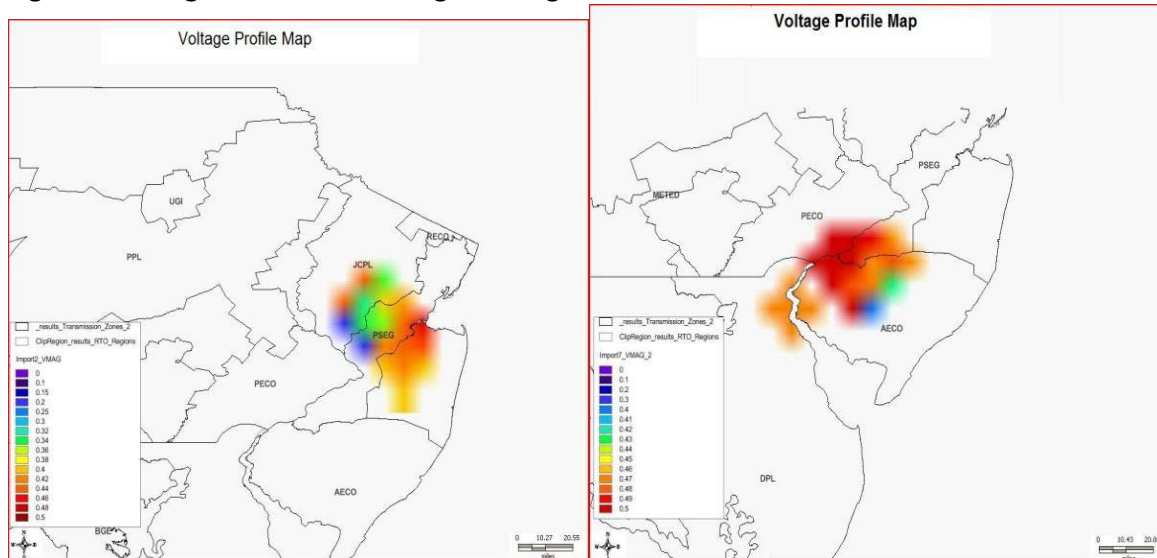 Voltage Profile Map
UGI
PPL
RECO
JCPL
PSEG
PECO
AECO
BGE
_results_Transmission_Zones_2
ClipRegion_results_RTO_Regions
Import2_VMAG
0
0.1
0.15
0.2
0.25
0.3
0.32
0.34
0.36
0.38
0.4
0.42
0.44
0.46
0.48
0.5
N
W E
S
0 10.27 20.55
miles
Voltage Profile Map
PSEG
METED
PECO
AECO
DPL
_results_Transmission_Zones_2
ClipRegion_results_RTO_Regions
Import7_VMAG_2
0
0.1
0.2
0.3
0.4
0.41
0.42
0.43
0.44
0.45
0.46
0.47
0.48
0.49
0.5
N
W E
S
0 10.43 20.8
miles